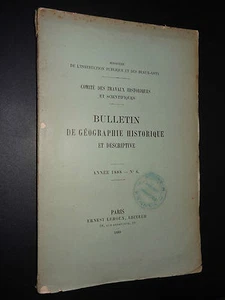 MINISTÈRE
DE L'INSTRUCTION PUBLIQUE ET DES BEAUX-ARTS
COMITÉ DES TRAVAUX HISTORIQUES
ET SCIENTIFIQUES
BULLETIN
DE GÉOGRAPHIE HISTORIQUE
ET DESCRIPTIVE
ANNÉE
PARIS
ERNEST LEROUX, ÉDITEUR